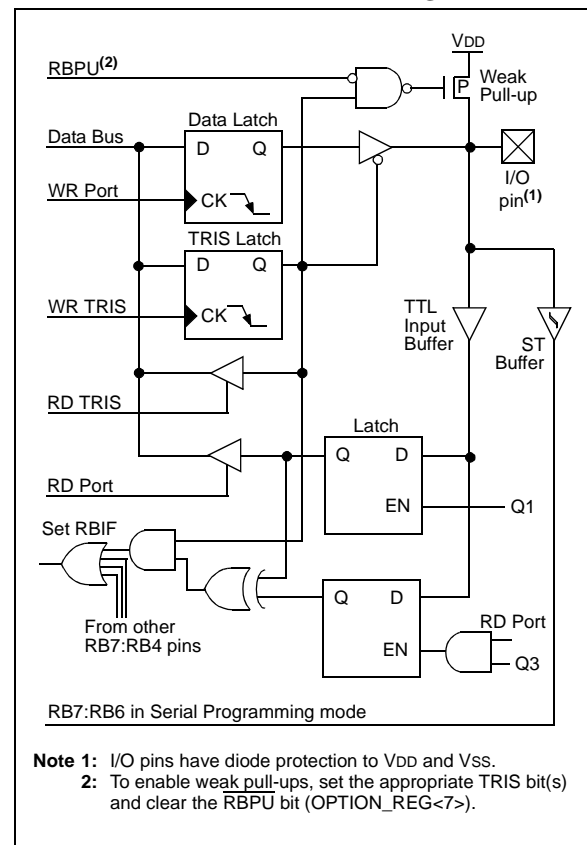 VDD
RBPU(2)
P
Weak
Pull-up
Data Latch
Data Bus
D Q
I/O
pin(1)
WR Port
CK
TRIS Latch
D Q
TTL
Input
Buffer
WR TRIS
CK
ST
Buffer
RD TRIS
Latch
Q D
RD Port
EN
Q1
Set RBIF
Q D
RD Port
From other
RB7:RB4 pins
EN
Q3
RB7:RB6 in Serial Programming mode
Note 1: I/O pins have diode protection to VDD and VSS.
2: To enable weak pull-ups, set the appropriate TRIS bit(s)
and clear the RBPU bit (OPTION_REG<7>).